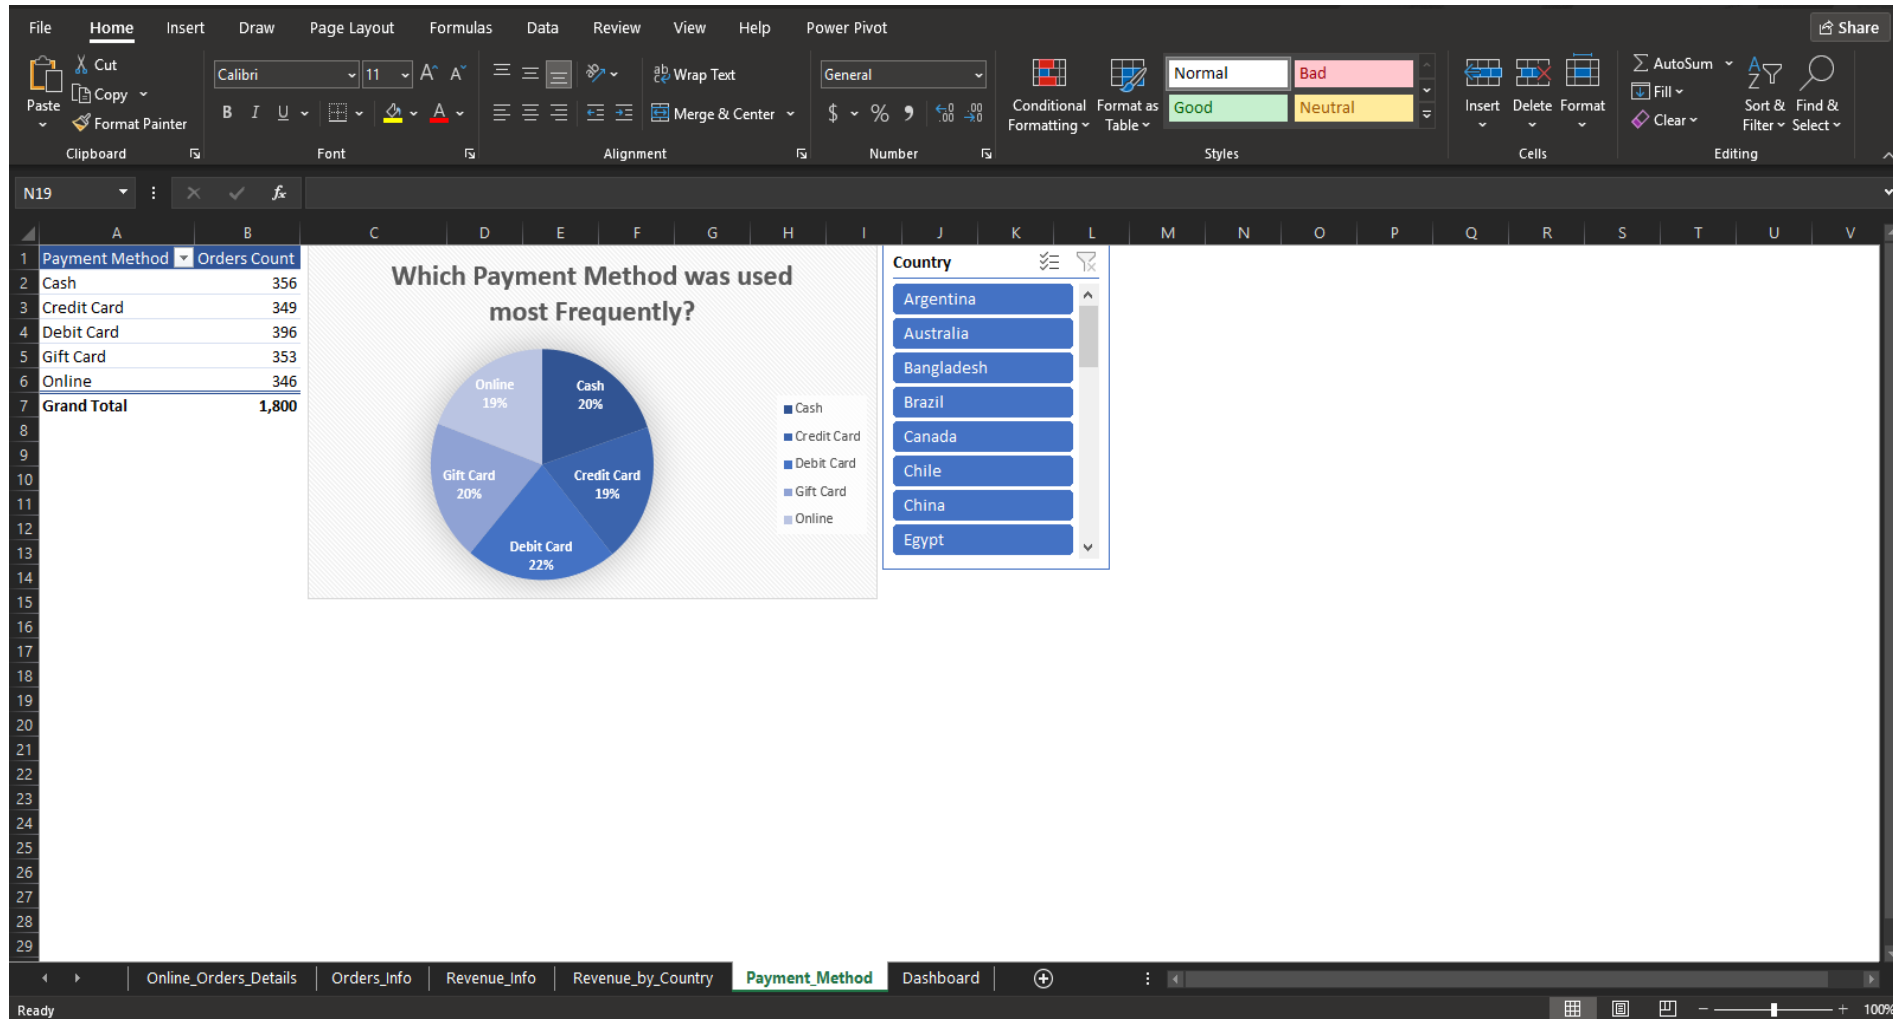 File Home Insert Draw Page Layout Formulas Data Review View Help Power Pivot Share
Paste
Cut
Copy
Format Painter
Clipboard
Calibri 11 A^ A˅
B I U A
Font
ab Wrap Text
Merge & Center
Alignment
General
$ % 9 .0 .00 .00 .0
Number
Conditional Formatting
Format as Table
Normal Bad
Good Neutral
Styles
Insert Delete Format
Cells
AutoSum
Fill
Clear
Sort & Filter
Find & Select
Editing
N19 fx
A B C D E F G H I J K L M N O P Q R S T U V
1 Payment Method Orders Count
2 Cash 356
3 Credit Card 349
4 Debit Card 396
5 Gift Card 353
6 Online 346
7 Grand Total 1,800
8
9
10
11
12
13
14
15
16
17
18
19
20
21
22
23
24
25
26
27
28
29
Which Payment Method was used
most Frequently?
Online
19%
Cash
20%
Gift Card
20%
Credit Card
19%
Debit Card
22%
Cash
Credit Card
Debit Card
Gift Card
Online
Country
Argentina
Australia
Bangladesh
Brazil
Canada
Chile
China
Egypt
Online_Orders_Details Orders_Info Revenue_Info Revenue_by_Country Payment_Method Dashboard
Ready 100%